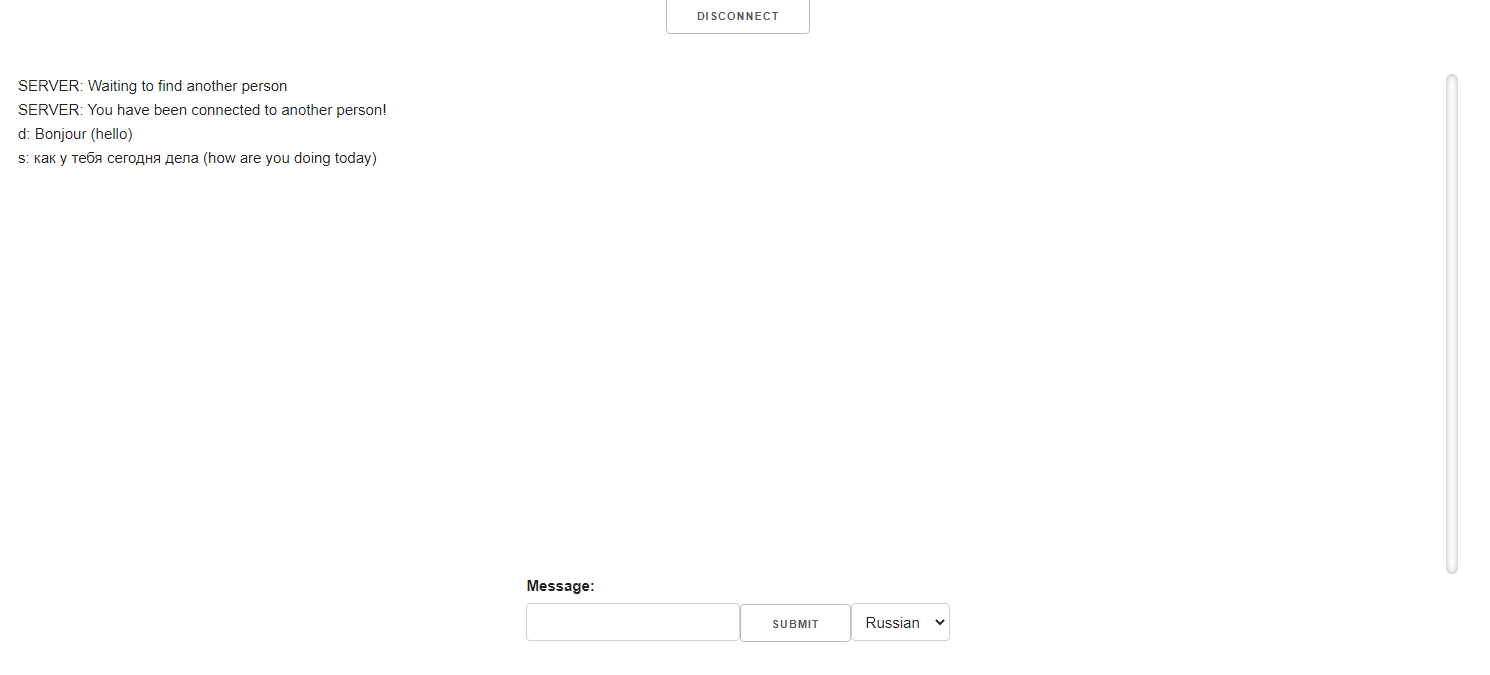 DISCONNECT
SERVER: Waiting to find another person
SERVER: You have been connected to another person!
d: Bonjour (hello)
s: как у тебя сегодня дела (how are you doing today)
Message:
SUBMIT
Russian